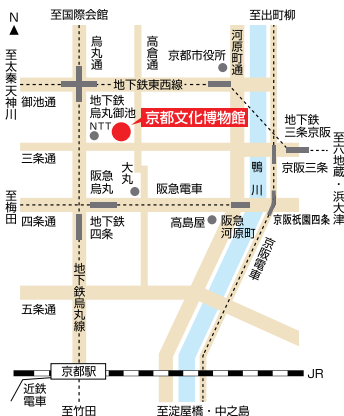 N
至国際会館
至出町柳
至太秦天神川
烏丸通
高倉通
京都市役所
河原町通
地下鉄東西線
御池通
地下鉄
烏丸御池
NTT
京都文化博物館
地下鉄
三条京阪
三条通
京阪三条
至六地蔵・浜大津
鴨川
阪急
烏丸
大丸
阪急電車
至梅田
四条通
地下鉄
四条
高島屋
阪急
河原町
京阪祇園四条
京阪電車
地下鉄烏丸線
五条通
京都駅
JR
近鉄
電車
至竹田
至淀屋橋・中之島